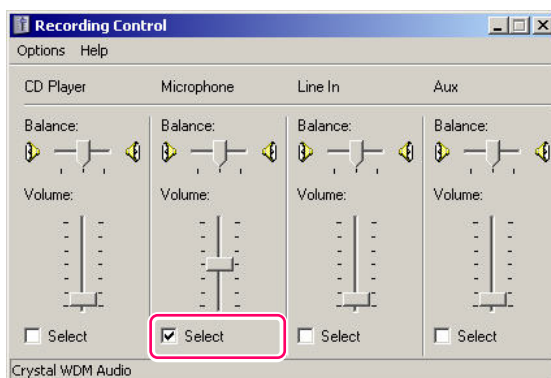 Recording Control
Options Help
CD Player Microphone Line In Aux
Balance: Balance: Balance: Balance:
Volume: Volume: Volume: Volume:
Select Select Select Select
Crystal WDM Audio